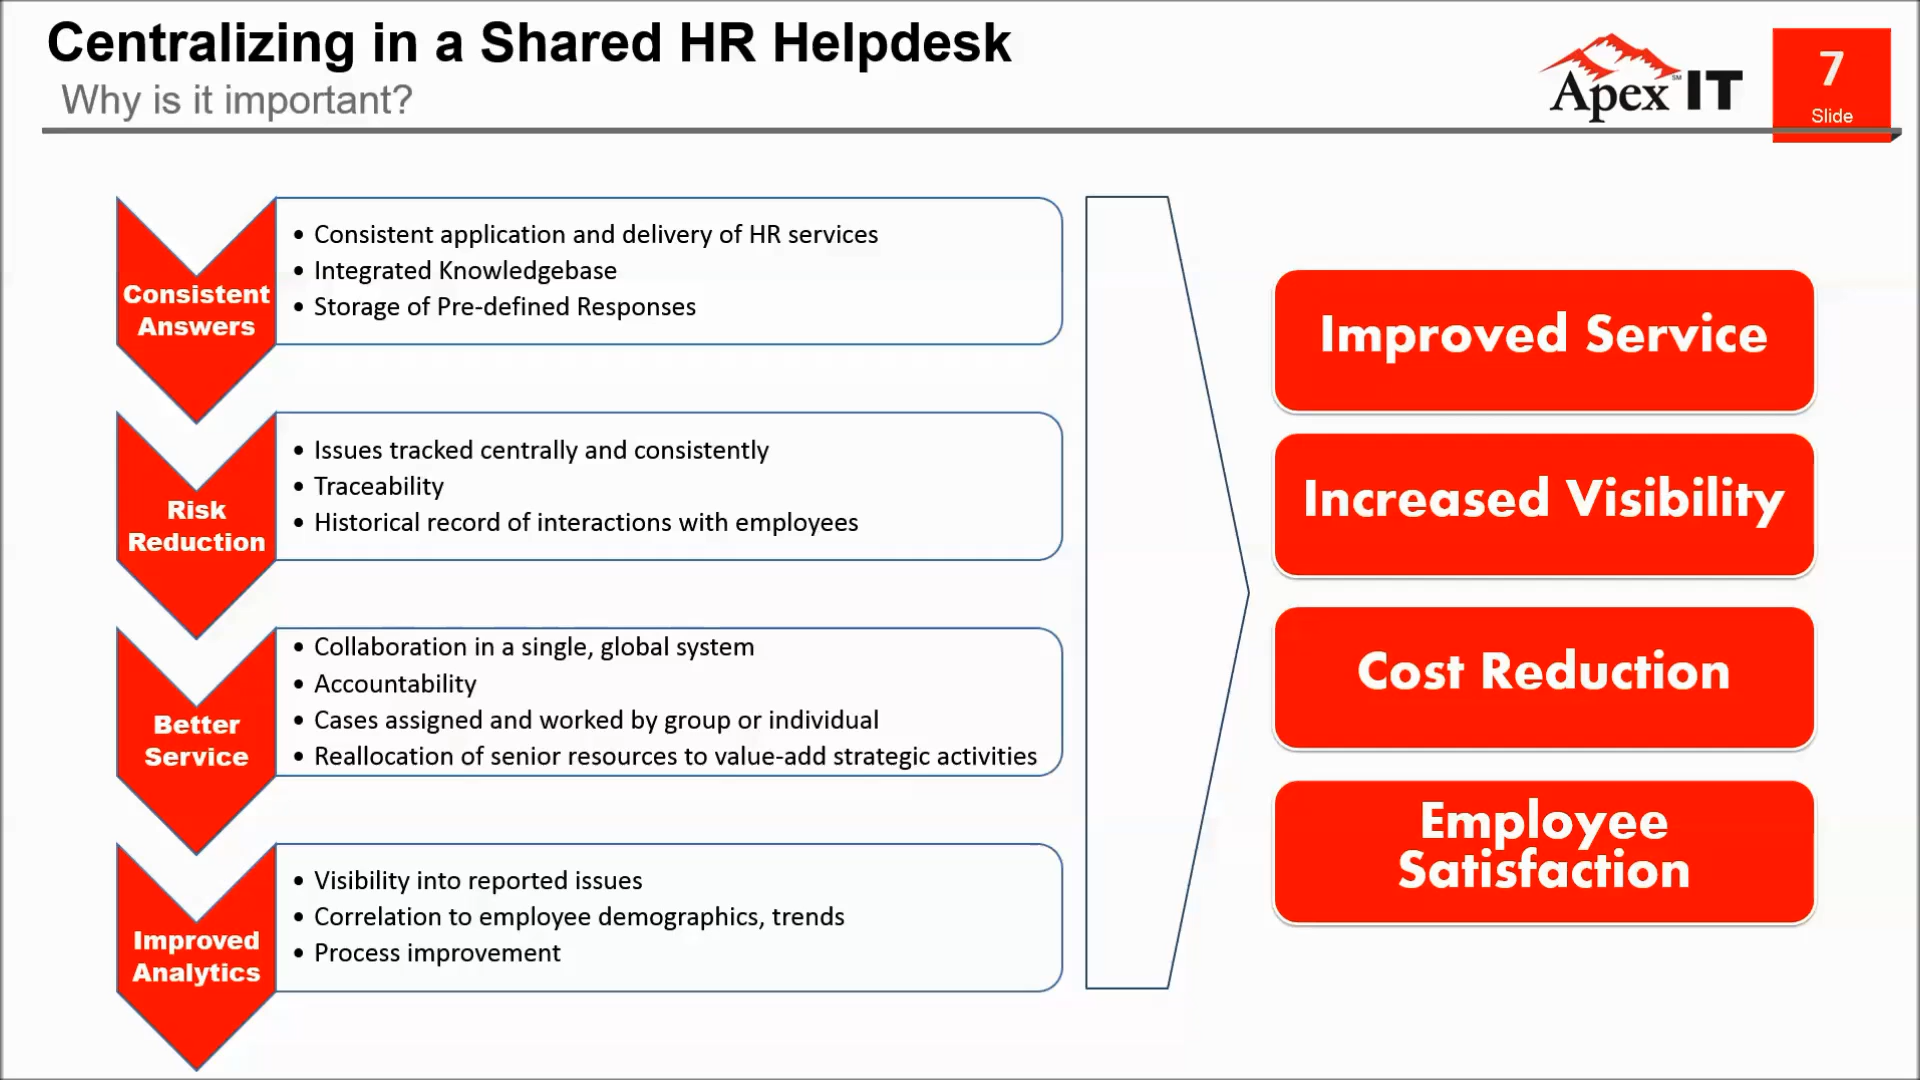 Centralizing in a Shared HR Helpdesk
Why is it important?
Apex IT
SM
7
Slide
Consistent
Answers
• Consistent application and delivery of HR services
• Integrated Knowledgebase
• Storage of Pre-defined Responses
Risk
Reduction
• Issues tracked centrally and consistently
• Traceability
• Historical record of interactions with employees
Better
Service
• Collaboration in a single, global system
• Accountability
• Cases assigned and worked by group or individual
• Reallocation of senior resources to value-add strategic activities
Improved
Analytics
• Visibility into reported issues
• Correlation to employee demographics, trends
• Process improvement
Improved Service
Increased Visibility
Cost Reduction
Employee
Satisfaction